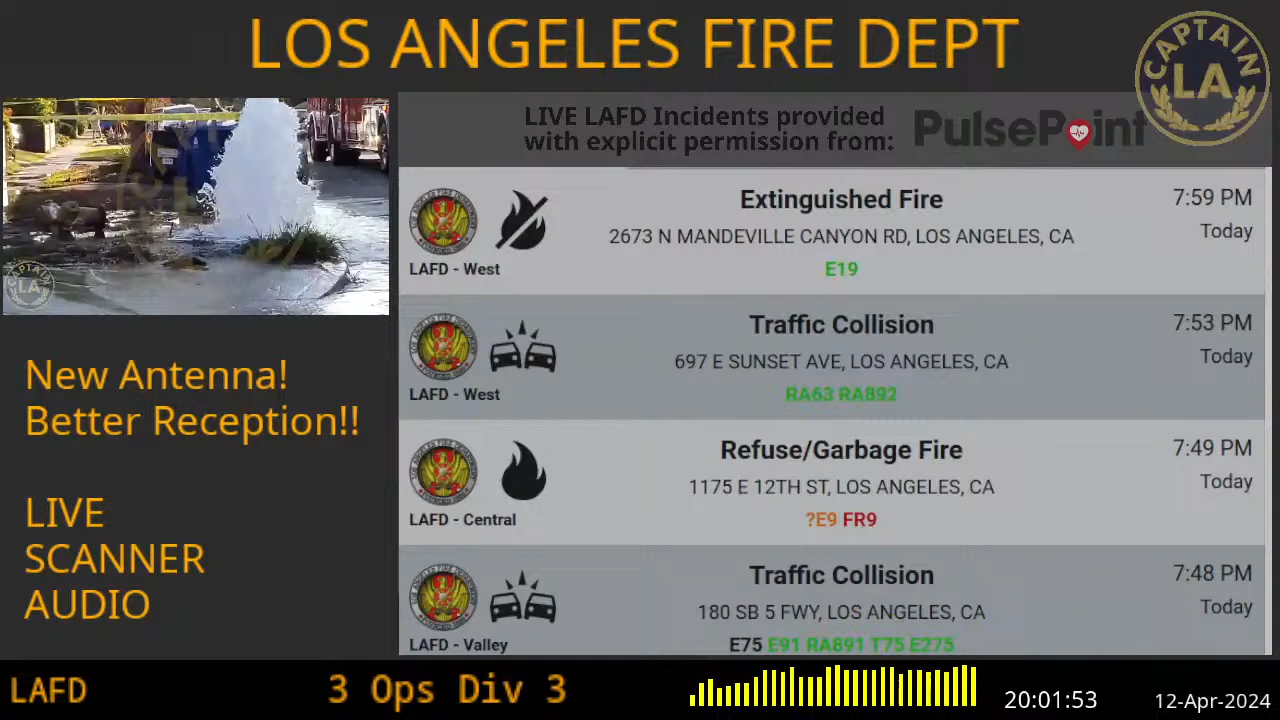 LOS ANGELES FIRE DEPT
CAPTAIN
LA
LIVE LAFD Incidents provided
with explicit permission from:
PulsePoint
Extinguished Fire
7:59 PM
2673 N MANDEVILLE CANYON RD, LOS ANGELES, CA
Today
LAFD - West
E19
Traffic Collision
7:53 PM
697 E SUNSET AVE, LOS ANGELES, CA
Today
LAFD - West
RA63 RA892
Refuse/Garbage Fire
7:49 PM
1175 E 12TH ST, LOS ANGELES, CA
Today
LAFD - Central
?E9 FR9
Traffic Collision
7:48 PM
180 SB 5 FWY, LOS ANGELES, CA
Today
LAFD - Valley
E75 E91 RA891 T75 E275
CAPTAIN
LA
New Antenna!
Better Reception!!
LIVE
SCANNER
AUDIO
LAFD
3 Ops Div 3
20:01:53
12-Apr-2024